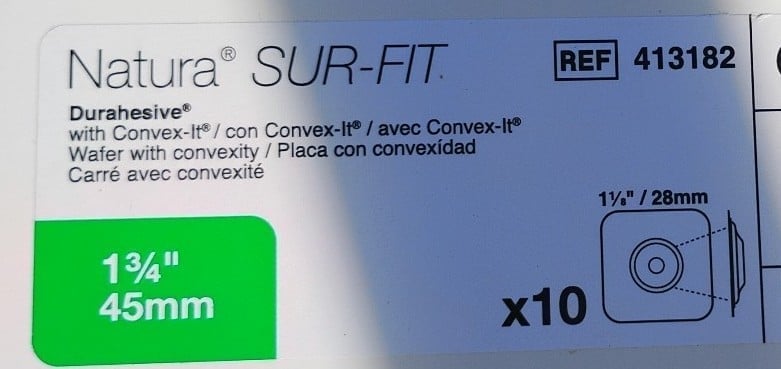 Natura® SUR-FIT.
REF 413182
Durahesive®
with Convex-It® / con Convex-It® / avec Convex-It®
Wafer with convexity / Placa con convexídad
Carré avec convexité
1⅛" / 28mm
1¾"
45mm
x10